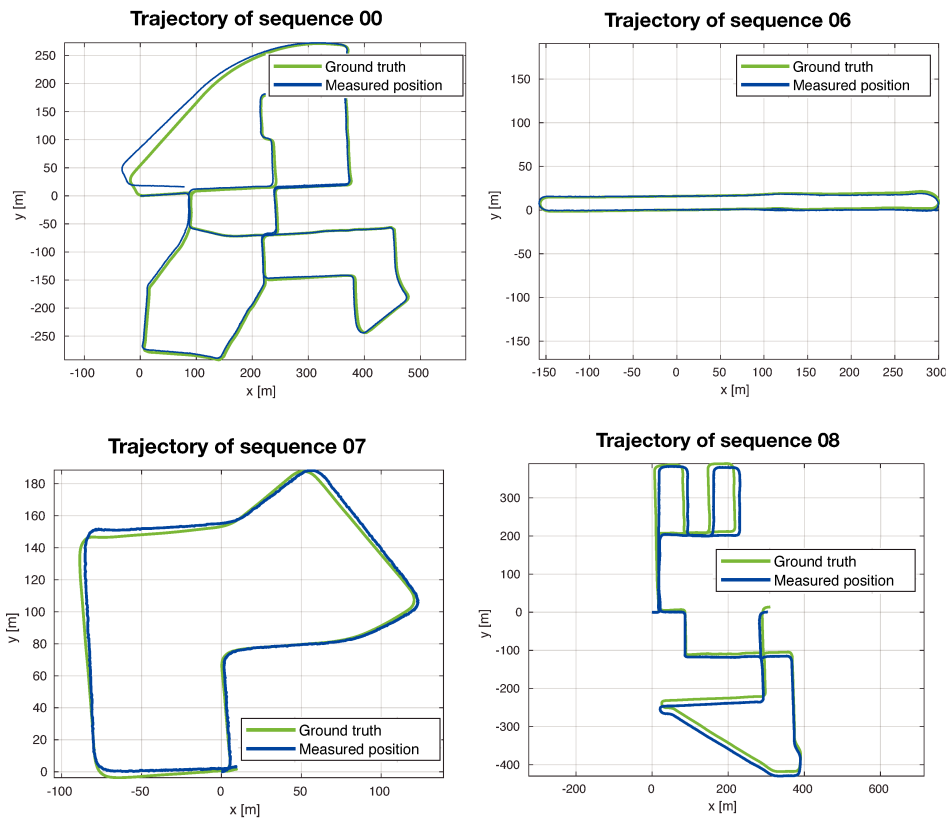 Trajectory of sequence 00
250
200
150
100
50
0
-50
-100
-150
-200
-250
y [m]
-100 0 100 200 300 400 500
x [m]
Ground truth
Measured position
Trajectory of sequence 06
150
100
50
0
-50
-100
-150
y [m]
-150 -100 -50 0 50 100 150 200 250 300
x [m]
Ground truth
Measured position
Trajectory of sequence 07
180
160
140
120
100
80
60
40
20
0
y [m]
-100 -50 0 50 100
x [m]
Ground truth
Measured position
Trajectory of sequence 08
300
200
100
0
-100
-200
-300
-400
y [m]
-200 0 200 400 600
x [m]
Ground truth
Measured position